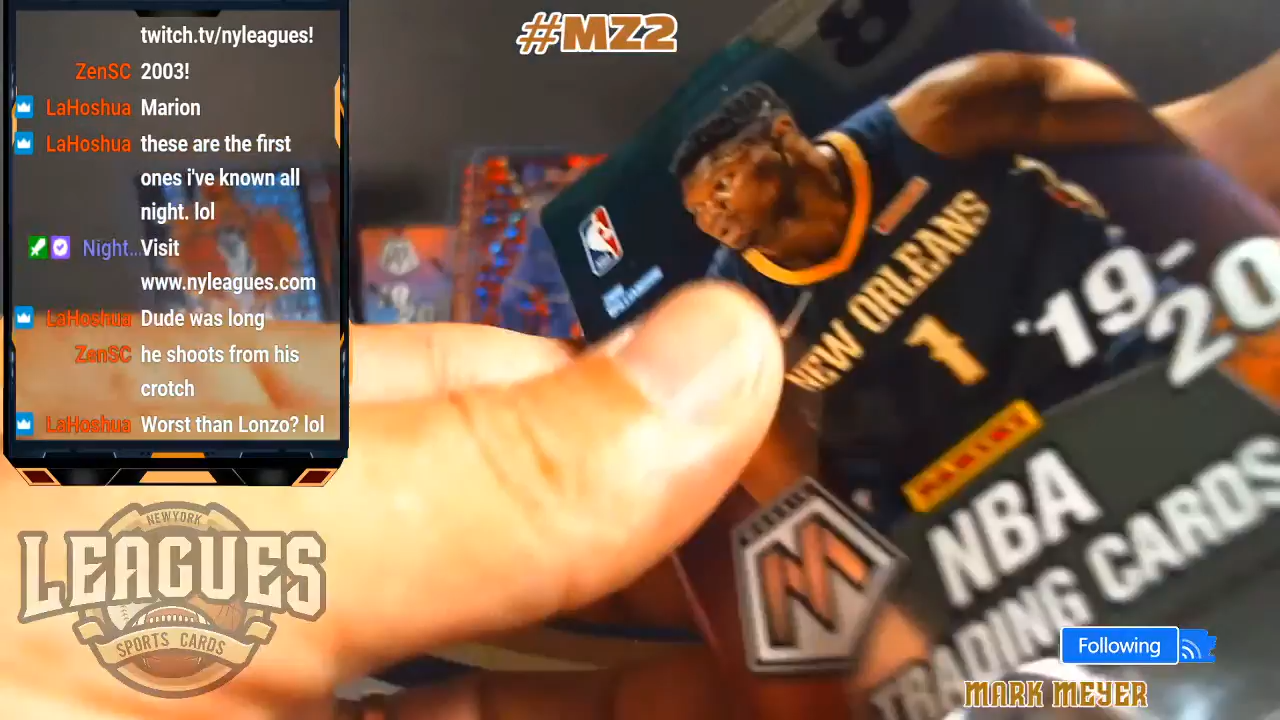 twitch.tv/nyleagues!
ZenSC 2003!
LaHoshua Marion
LaHoshua these are the first
ones i've known all
night. lol
Night... Visit
www.nyleagues.com
LaHoshua Dude was long
ZenSC he shoots from his
crotch
LaHoshua Worst than Lonzo? lol
NEWYORK
LEAGUES
SPORTS CARDS
#MZ2
8
NEW ORLEANS
1
'19-
20
PANINI
NBA
TRADING CARDS
M
Following
MARK MEYER